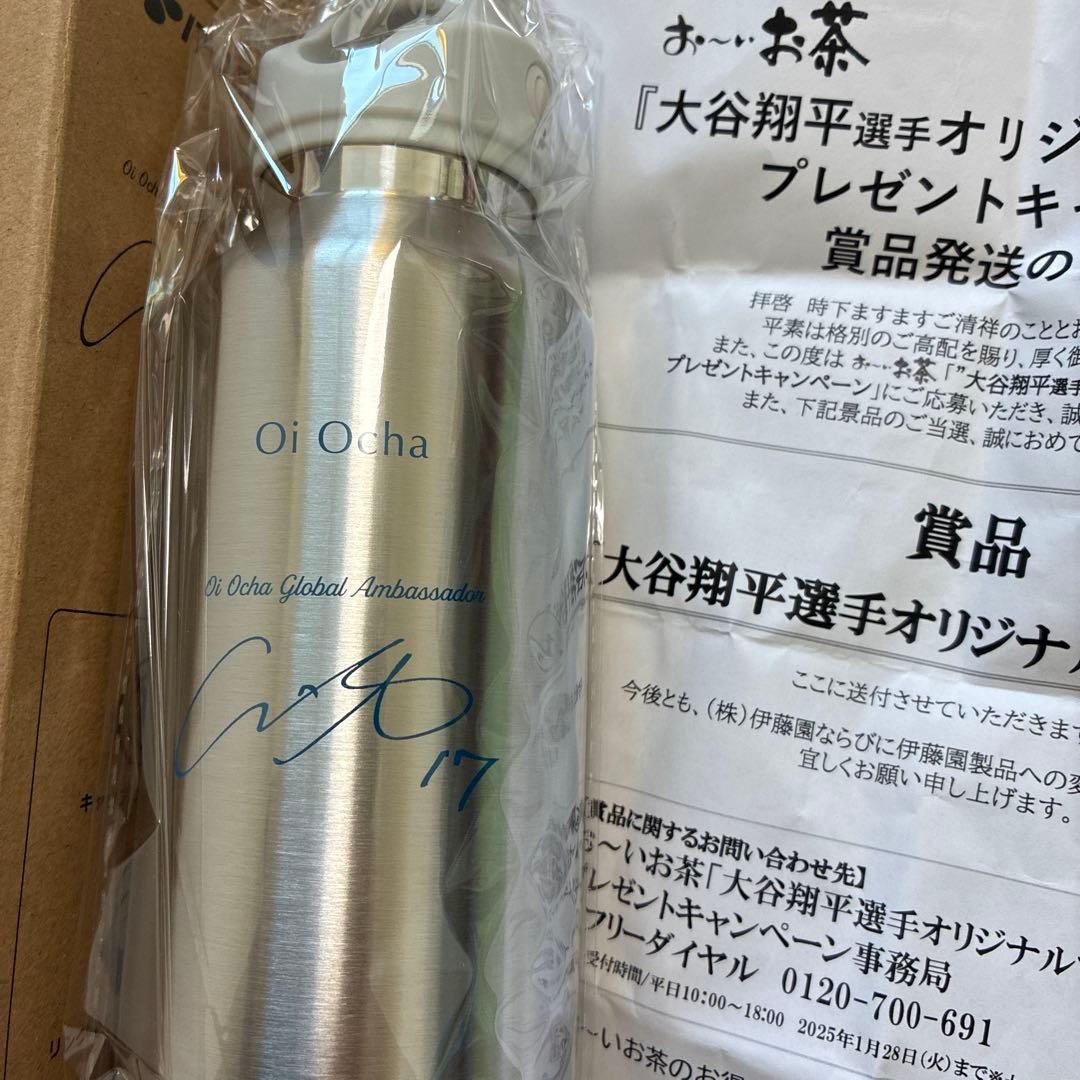 Oi Och
Oi Ocha
Oi Ocha Global Ambassador
17
お～いお茶
『大谷翔平選手オリジ
プレゼントキ
賞品発送の
拝啓 時下ますますご清祥のこととお
平素は格別のご高配を賜り、厚く御
また、この度は お～いお茶「"大谷翔平選手
プレゼントキャンペーン」にご応募いただき、誠
また、下記景品のご当選、誠におめで
賞品
大谷翔平選手オリジナル
ここに送付させていただきます
今後とも、(株)伊藤園ならびに伊藤園製品への変
宜しくお願い申し上げます。
賞品に関するお問い合わせ先】
～いお茶「大谷翔平選手オリジナル
レゼントキャンペーン事務局
フリーダイヤル 0120-700-691
受付時間/平日10:00～18:00 2025年1月28日(火)まで※
～いお茶のお得